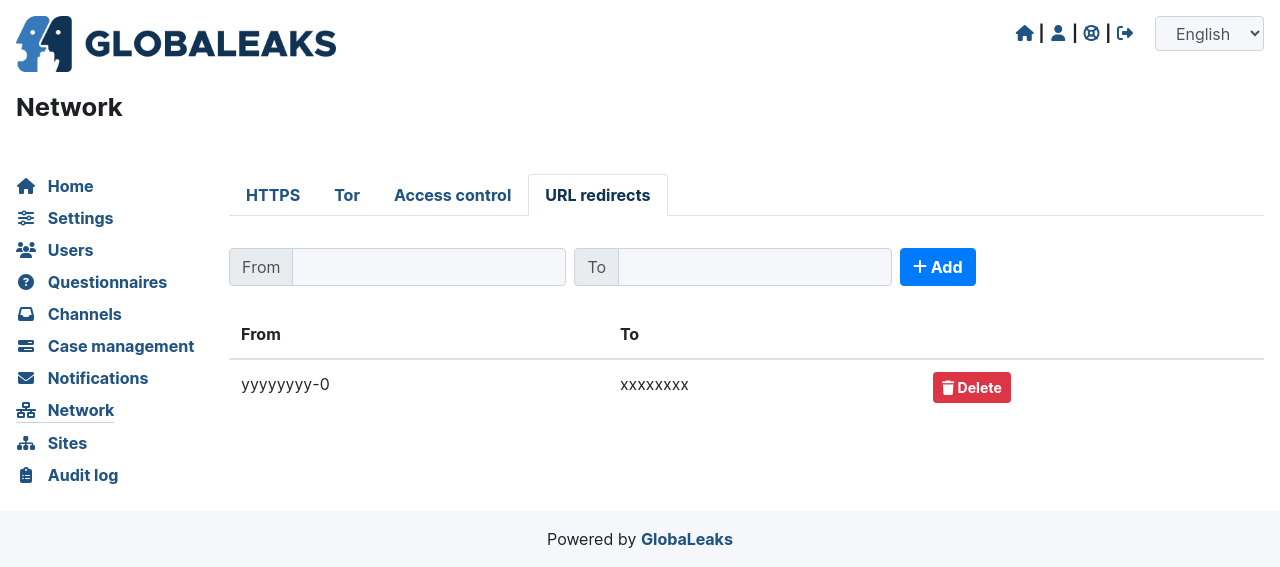 GLOBALEAKS
| | |
English
Network
Home
Settings
Users
Questionnaires
Channels
Case management
Notifications
Network
Sites
Audit log
HTTPS Tor Access control URL redirects
From To + Add
From To
yyyyyyyy-0 xxxxxxxx Delete
Powered by GlobaLeaks